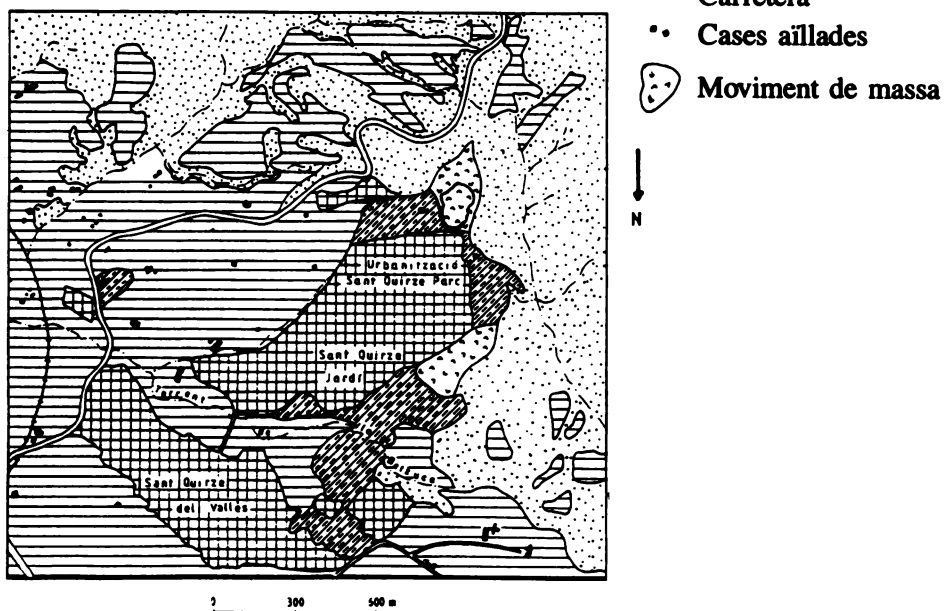 Carretera
Cases aïllades
Moviment de massa
N
Urbanització
Sant Quirze Parc
Sant Quirze
Jardí
Torrent
Sant Quirze
del Vallès
0 300 500 m